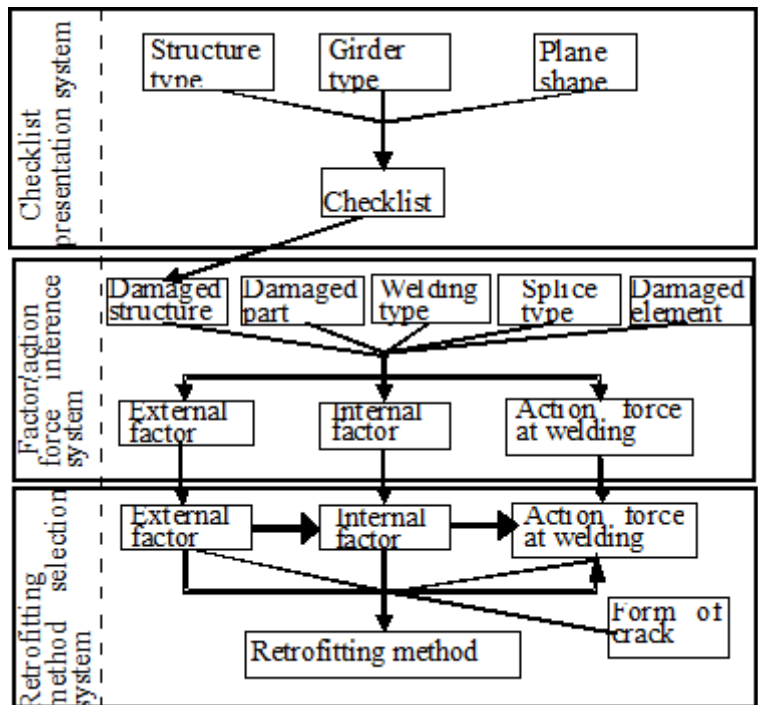 Checklist
presentation system
Structure
type
Girder
type
Plane
shape
Checklist
Factor/action
force inference
system
Damaged
structure
Damaged
part
Welding
type
Splice
type
Damaged
element
External
factor
Internal
factor
Action force
at welding
Retrofitting
method selection
system
External
factor
Internal
factor
Action force
at welding
Form of
crack
Retrofitting method